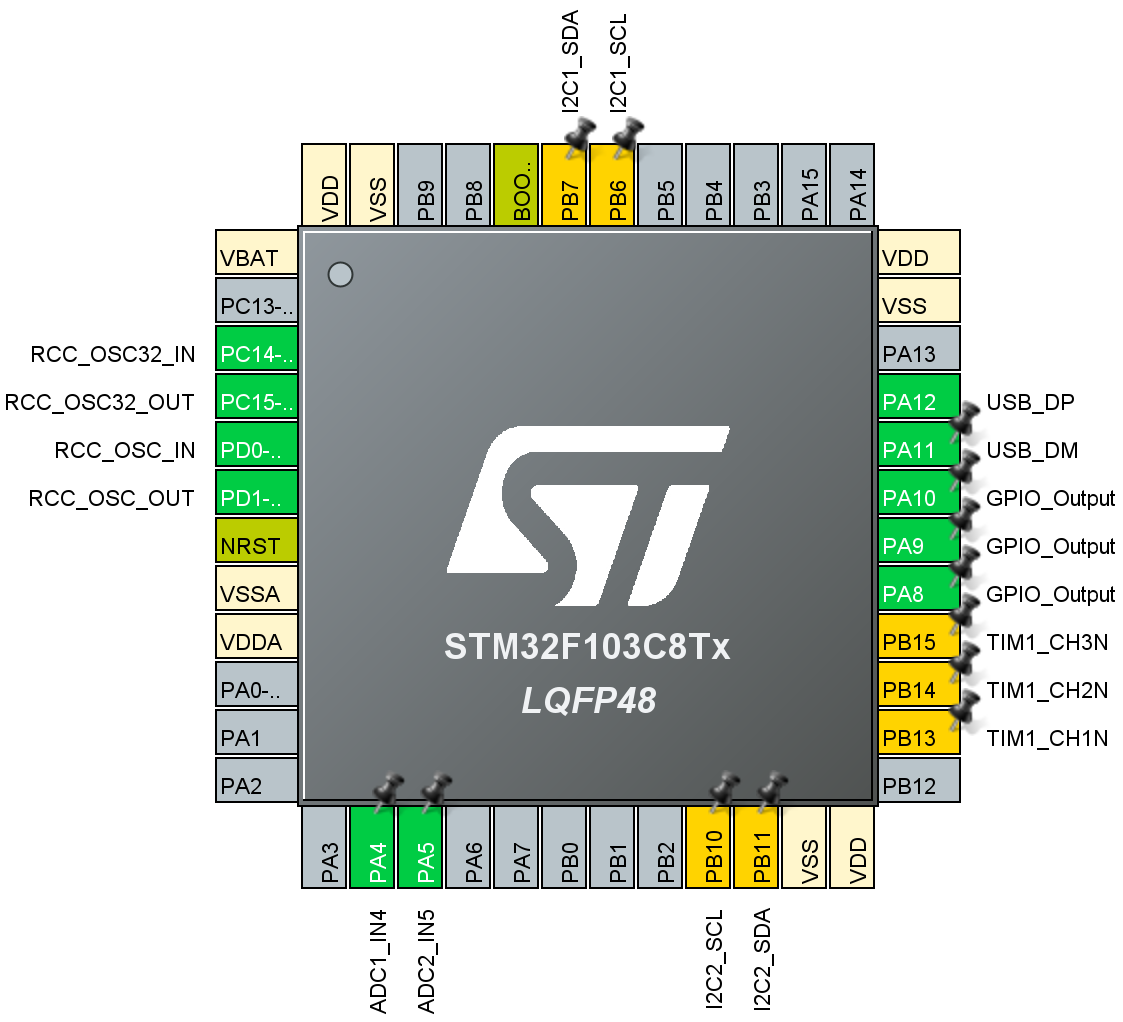 I2C1_SDA
I2C1_SCL
VDD
VSS
PB9
PB8
BOO..
PB7
PB6
PB5
PB4
PB3
PA15
PA14
VBAT
PC13-..
RCC_OSC32_IN
PC14-..
RCC_OSC32_OUT
PC15-..
RCC_OSC_IN
PD0-..
RCC_OSC_OUT
PD1-..
NRST
VSSA
VDDA
PA0-..
PA1
PA2
ST
STM32F103C8Tx
LQFP48
VDD
VSS
PA13
PA12
USB_DP
PA11
USB_DM
PA10
GPIO_Output
PA9
GPIO_Output
PA8
GPIO_Output
PB15
TIM1_CH3N
PB14
TIM1_CH2N
PB13
TIM1_CH1N
PB12
PA3
PA4
PA5
PA6
PA7
PB0
PB1
PB2
PB10
PB11
VSS
VDD
ADC1_IN4
ADC2_IN5
I2C2_SCL
I2C2_SDA